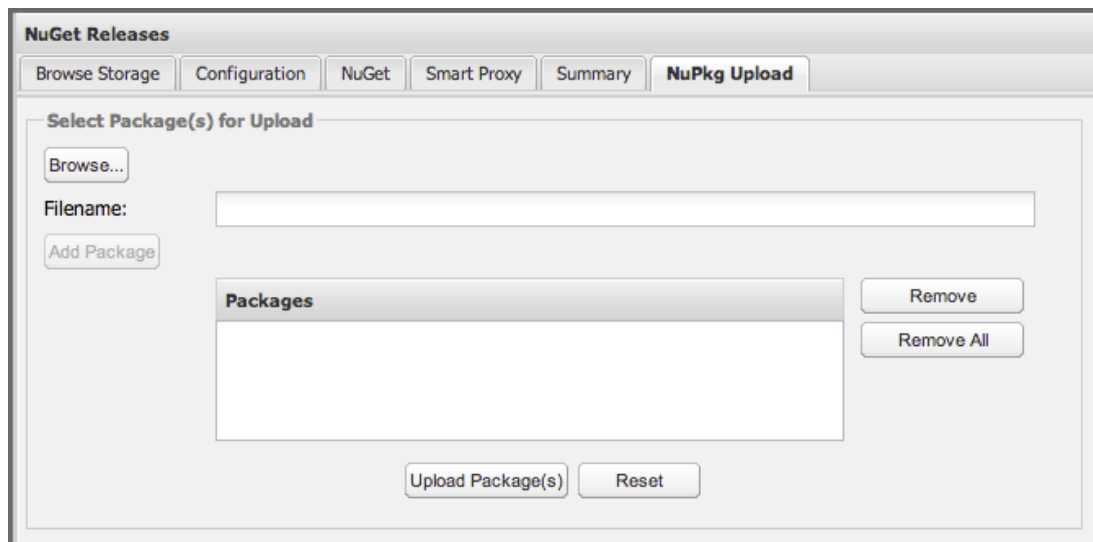 NuGet Releases
Browse Storage Configuration NuGet Smart Proxy Summary NuPkg Upload
Select Package(s) for Upload
Browse...
Filename:
Add Package
Packages
Remove
Remove All
Upload Package(s) Reset